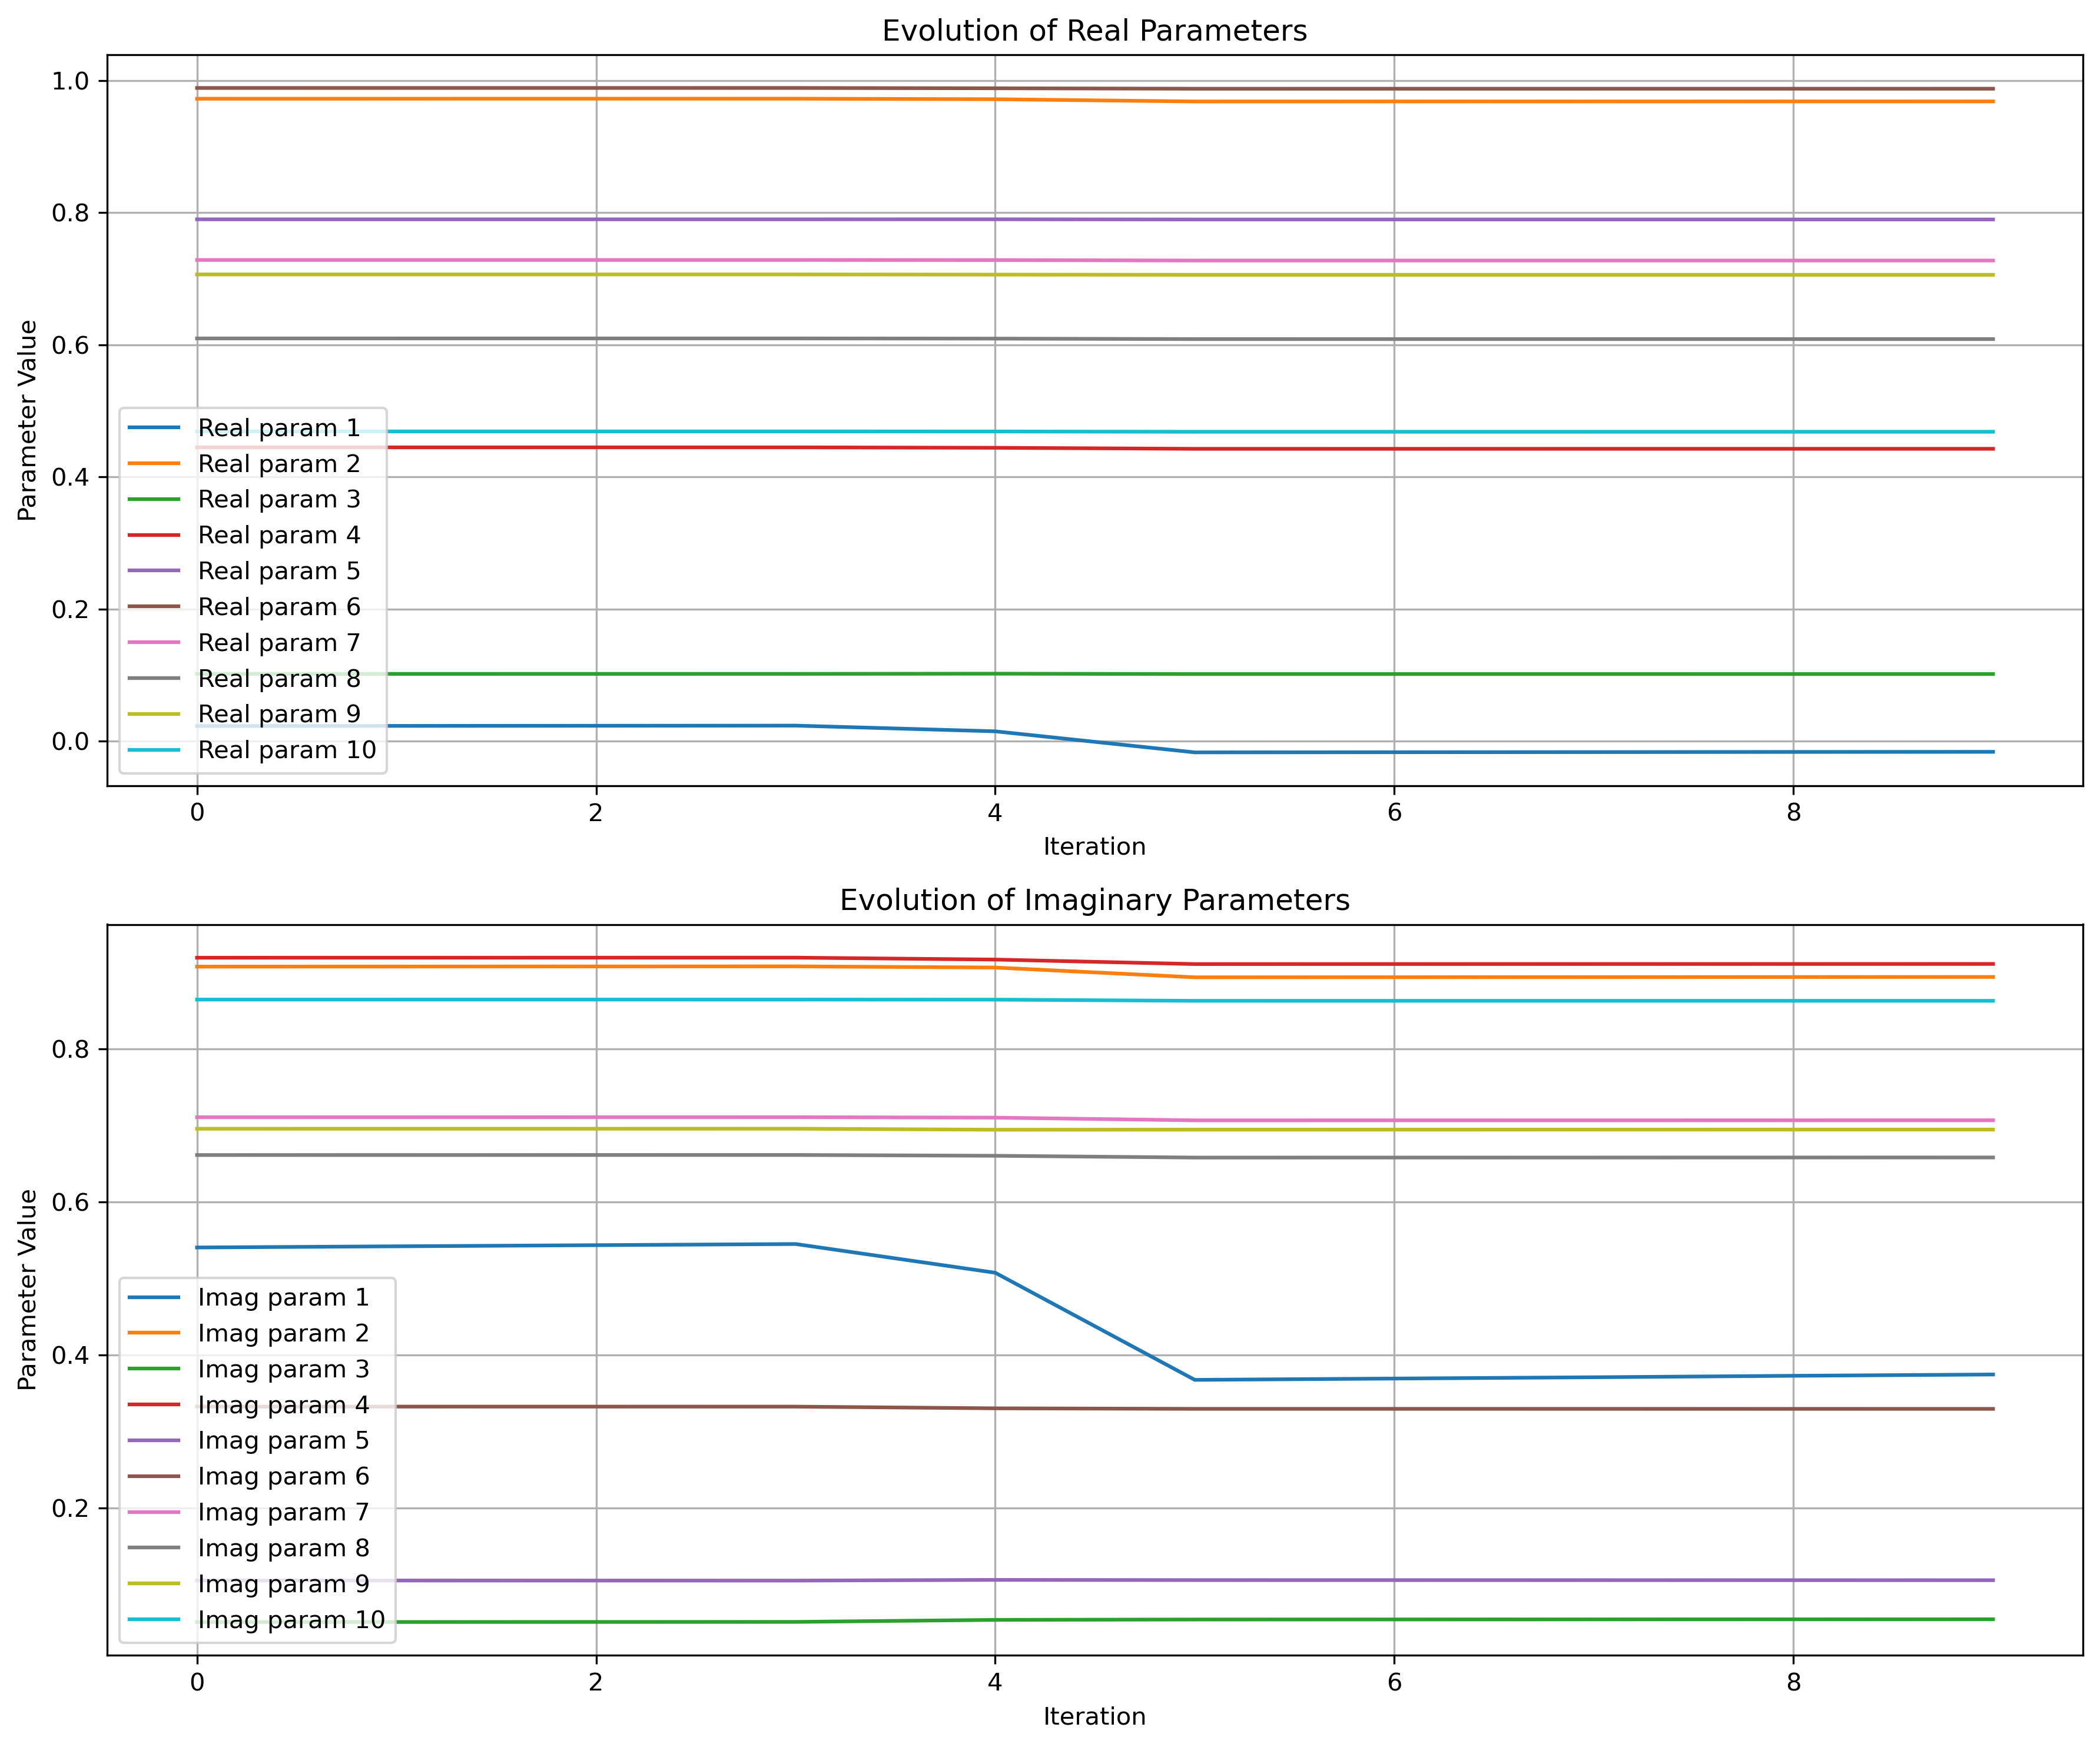 Evolution of Real Parameters
1.0
0.8
0.6
0.4
0.2
0.0
Parameter Value
Real param 1
Real param 2
Real param 3
Real param 4
Real param 5
Real param 6
Real param 7
Real param 8
Real param 9
Real param 10
0 2 4 6 8
Iteration
Evolution of Imaginary Parameters
0.8
0.6
0.4
0.2
Parameter Value
Imag param 1
Imag param 2
Imag param 3
Imag param 4
Imag param 5
Imag param 6
Imag param 7
Imag param 8
Imag param 9
Imag param 10
0 2 4 6 8
Iteration